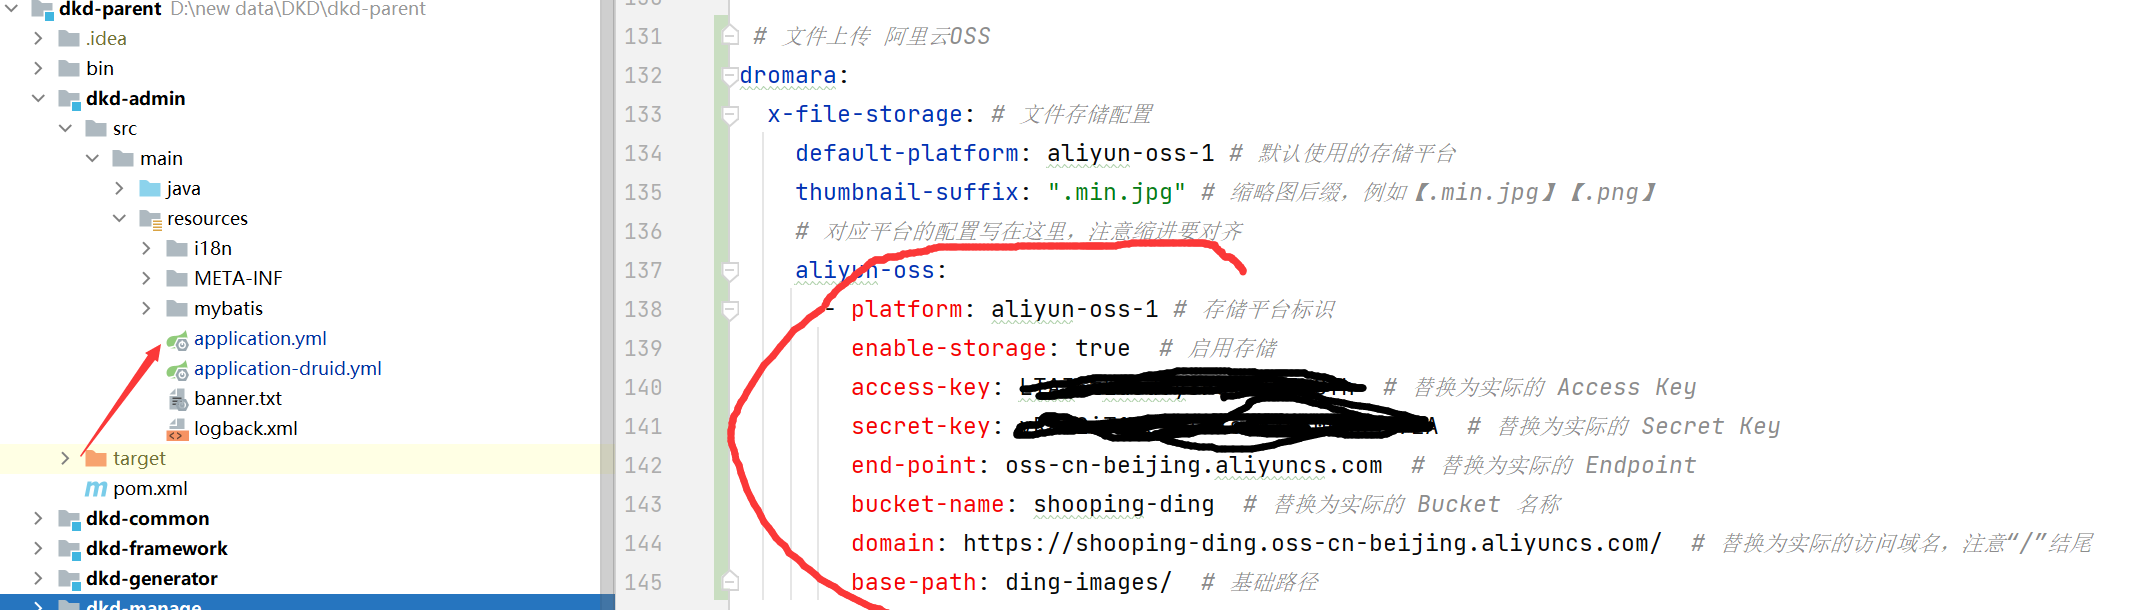 dkd-parent D:\new data\DKD\dkd-parent
.idea
bin
dkd-admin
src
main
java
resources
i18n
META-INF
mybatis
application.yml
application-druid.yml
banner.txt
logback.xml
target
pom.xml
dkd-common
dkd-framework
dkd-generator
dkd-manage
131 # 文件上传 阿里云OSS
132 dromara:
133 x-file-storage: # 文件存储配置
134 default-platform: aliyun-oss-1 # 默认使用的存储平台
135 thumbnail-suffix: ".min.jpg" # 缩略图后缀，例如【.min.jpg】【.png】
136 # 对应平台的配置写在这里，注意缩进要对齐
137 aliyun-oss:
138 - platform: aliyun-oss-1 # 存储平台标识
139 enable-storage: true # 启用存储
140 access-key: # 替换为实际的 Access Key
141 secret-key: # 替换为实际的 Secret Key
142 end-point: oss-cn-beijing.aliyuncs.com # 替换为实际的 Endpoint
143 bucket-name: shooping-ding # 替换为实际的 Bucket 名称
144 domain: https://shooping-ding.oss-cn-beijing.aliyuncs.com/ # 替换为实际的访问域名，注意“/”结尾
145 base-path: ding-images/ # 基础路径